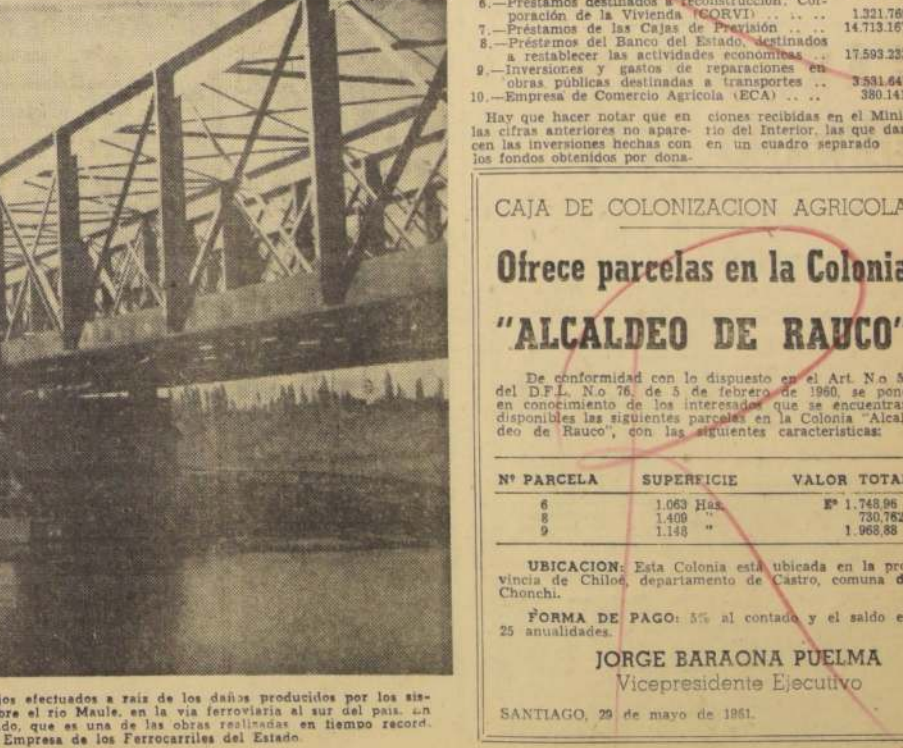 6.—Préstamos destinados a reconstrucción, Cor-
poración de la Vivienda (CORVI) .. .. .. 1.321.76
7.—Préstamos de las Cajas de Previsión .. .. 14.713.16
8.—Préstamos del Banco del Estado, destinados
a restablecer las actividades económicas .. 17.593.23
9.—Inversiones y gastos de reparaciones en
obras públicas destinadas a transportes .. 3.531.64
10.—Empresa de Comercio Agrícola (ECA) .. .. 380.14
Hay que hacer notar que en
las cifras anteriores no apare-
cen las inversiones hechas con
los fondos obtenidos por dona-
ciones recibidas en el Mini
rio del Interior, las que dan
en un cuadro separado
CAJA DE COLONIZACION AGRICOLA
Ofrece parcelas en la Colonia
"ALCALDEO DE RAUCO"
De conformidad con lo dispuesto en el Art. N.o 5
del D.F.L. N.o 76, de 5 de febrero de 1960, se pone
en conocimiento de los interesados que se encuentran
disponibles las siguientes parcelas en la Colonia "Alcal
deo de Rauco", con las siguientes características:
Nº PARCELA SUPERFICIE VALOR TOTAL
6 1.063 Hás. Eº 1.748,96
8 1.409 " 730,762
9 1.148 " 1.968,88
UBICACION: Esta Colonia está ubicada en la pro
vincia de Chiloé, departamento de Castro, comuna d
Chonchi.
FORMA DE PAGO: 5% al contado y el saldo e
25 anualidades.
JORGE BARAONA PUELMA
Vicepresidente Ejecutivo
SANTIAGO, 29 de mayo de 1961.
jos efectuados a raíz de los daños producidos por los sis-
bre el río Maule, en la vía ferroviaria al sur del país. En
do, que es una de las obras realizadas en tiempo record.
Empresa de los Ferrocarriles del Estado.